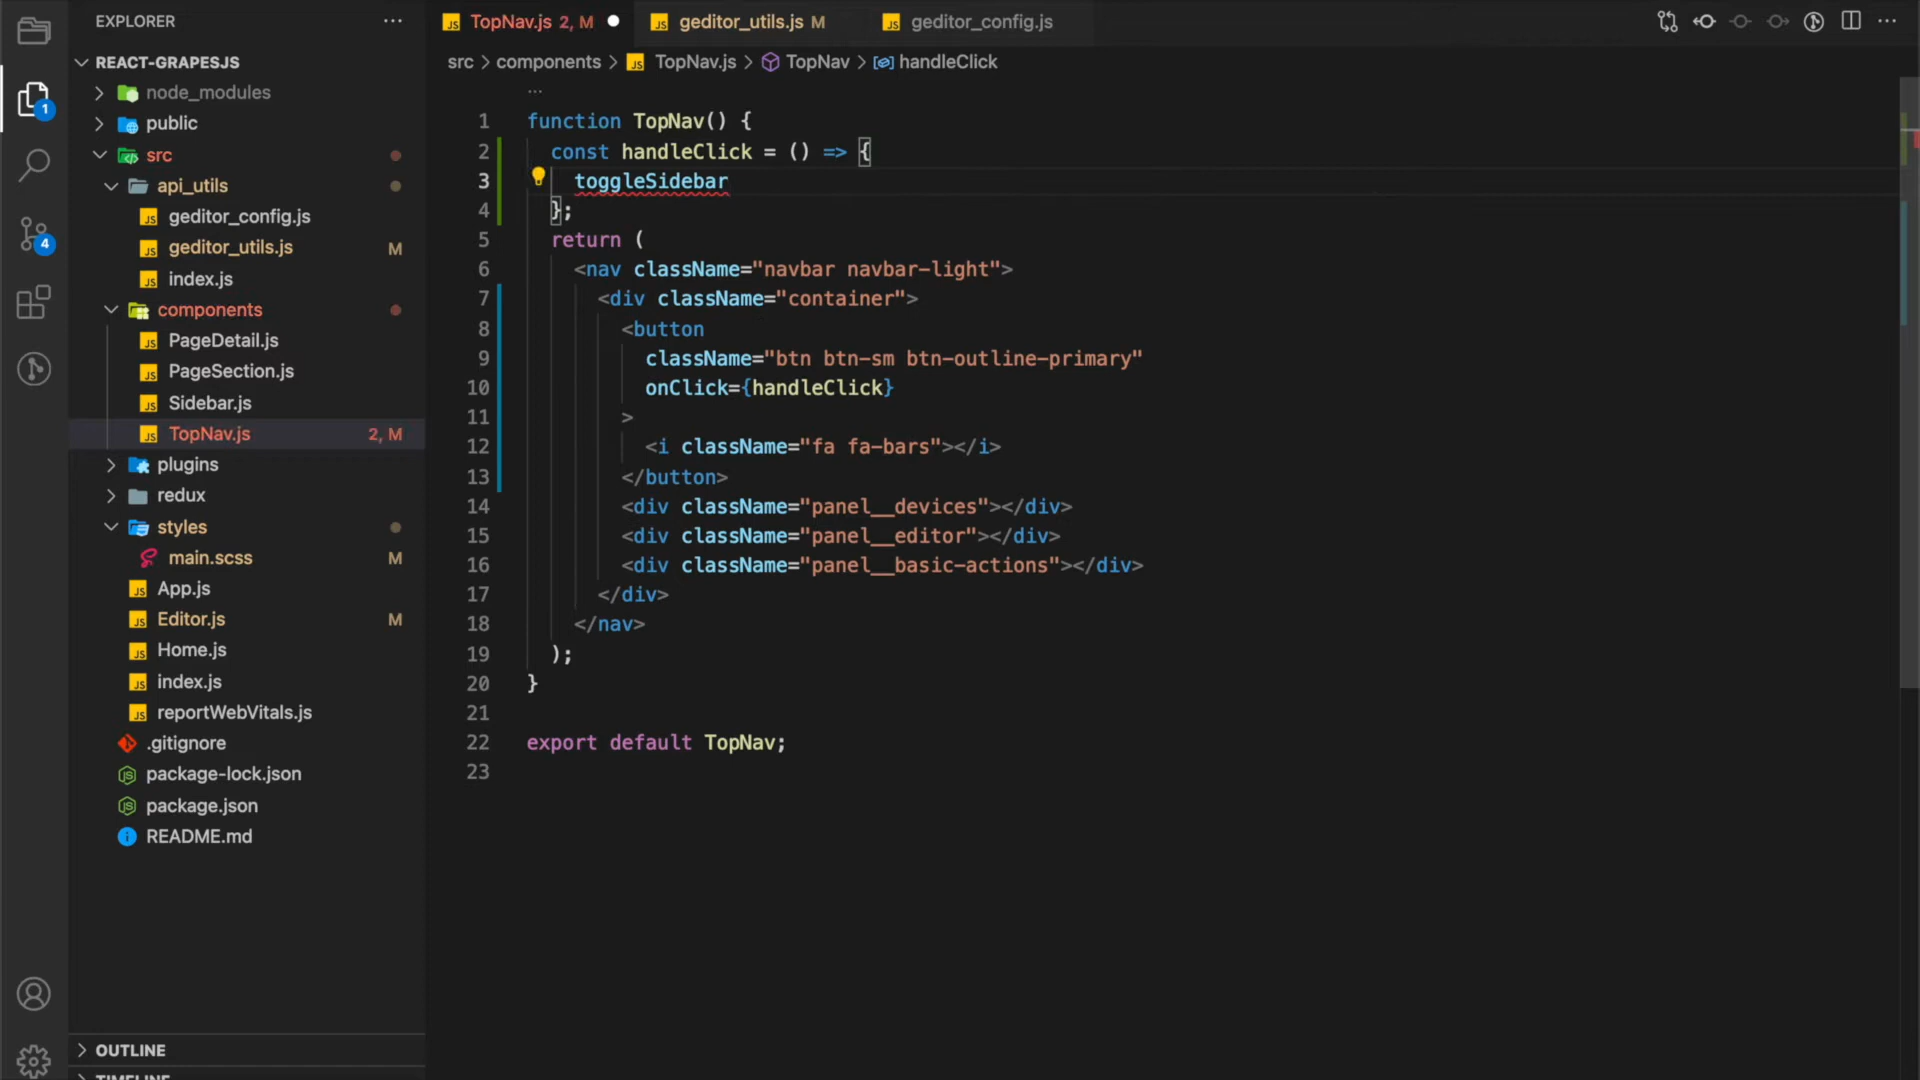 EXPLORER
REACT-GRAPESJS
node_modules
public
src
api_utils
geditor_config.js
geditor_utils.js M
index.js
components
PageDetail.js
PageSection.js
Sidebar.js
TopNav.js 2, M
plugins
redux
styles
main.scss M
App.js
Editor.js M
Home.js
index.js
reportWebVitals.js
.gitignore
package-lock.json
package.json
README.md
OUTLINE
TIMELINE
1
4
TopNav.js 2, M geditor_utils.js M geditor_config.js
src > components > TopNav.js > TopNav > handleClick
...
1 function TopNav() {
2 const handleClick = () => {
3 toggleSidebar
4 };
5 return (
6 <nav className="navbar navbar-light">
7 <div className="container">
8 <button
9 className="btn btn-sm btn-outline-primary"
10 onClick={handleClick}
11 >
12 <i className="fa fa-bars"></i>
13 </button>
14 <div className="panel__devices"></div>
15 <div className="panel__editor"></div>
16 <div className="panel__basic-actions"></div>
17 </div>
18 </nav>
19 );
20 }
21
22 export default TopNav;
23